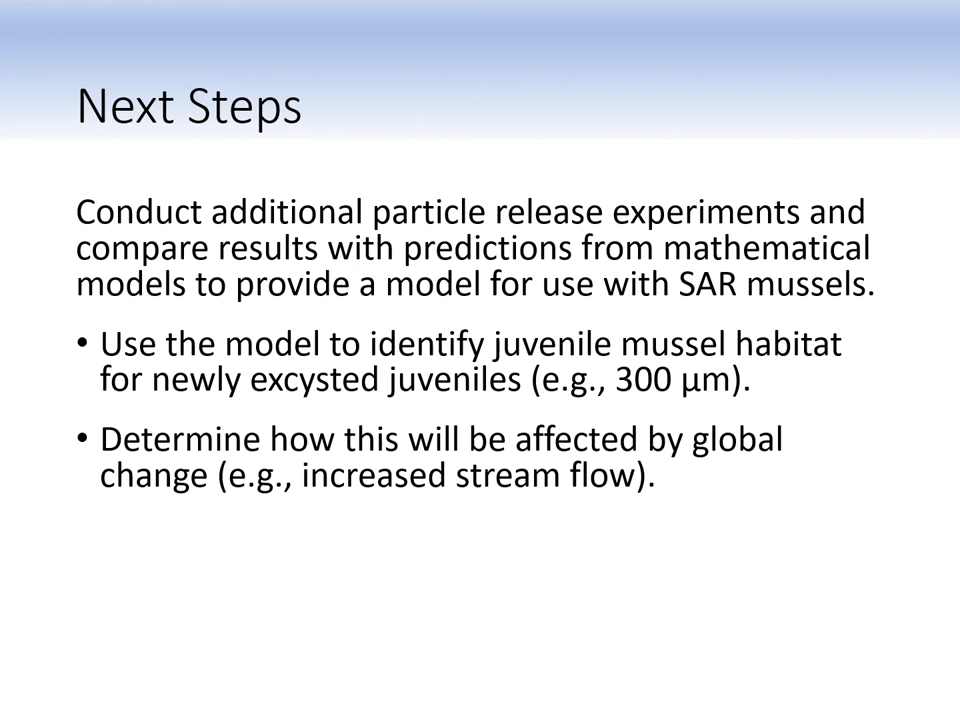 Next Steps
Conduct additional particle release experiments and
compare results with predictions from mathematical
models to provide a model for use with SAR mussels.
• Use the model to identify juvenile mussel habitat
for newly excysted juveniles (e.g., 300 µm).
• Determine how this will be affected by global
change (e.g., increased stream flow).